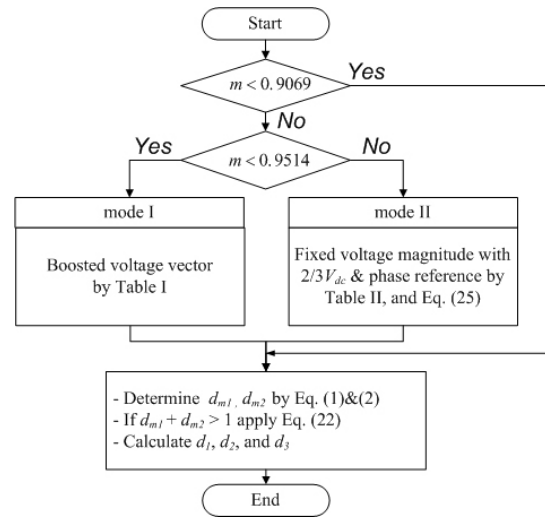 Start
m < 0.9069
Yes
No
m < 0.9514
Yes
No
mode I
Boosted voltage vector
by Table I
mode II
Fixed voltage magnitude with
2/3V_dc & phase reference by
Table II, and Eq. (25)
- Determine d_m1, d_m2 by Eq. (1)&(2)
- If d_m1 + d_m2 > 1 apply Eq. (22)
- Calculate d_1, d_2, and d_3
End